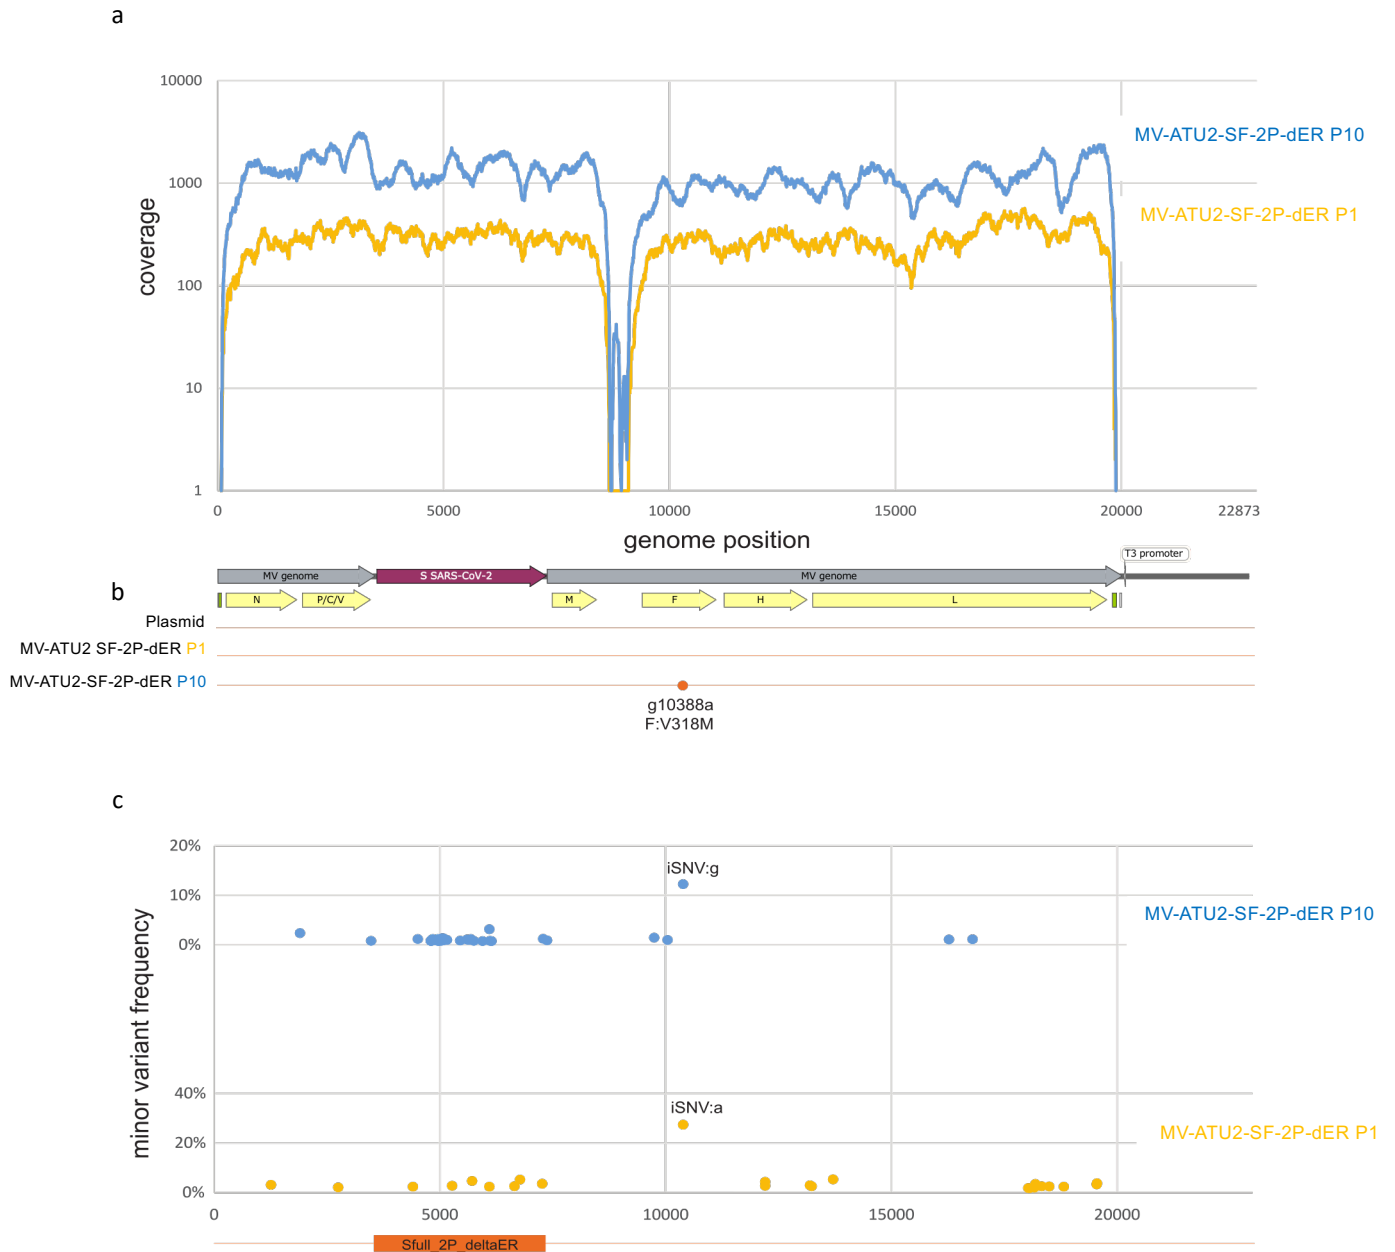 a
10000
1000
100
10
1
coverage
MV-ATU2-SF-2P-dER P10
MV-ATU2-SF-2P-dER P1
0 5000 10000 15000 20000 22873
genome position
T3 promoter
MV genome S SARS-CoV-2 MV genome
b
N P/C/V M F H L
Plasmid
MV-ATU2 SF-2P-dER P1
MV-ATU2-SF-2P-dER P10
g10388a
F:V318M
c
20%
10%
0%
iSNV:g
MV-ATU2-SF-2P-dER P10
minor variant frequency
40%
20%
0%
iSNV:a
MV-ATU2-SF-2P-dER P1
0 5000 10000 15000 20000
Sfull_2P_deltaER